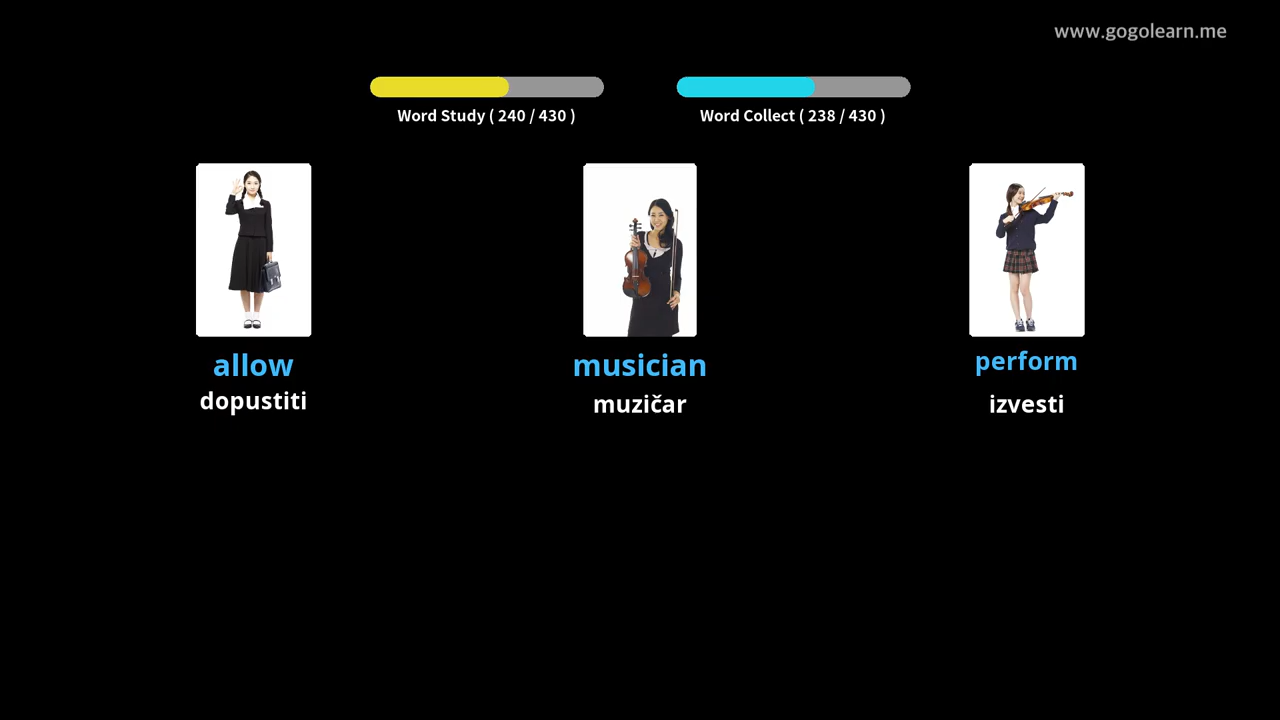 www.gogolearn.me
Word Study ( 240 / 430 )
Word Collect ( 238 / 430 )
allow
dopustiti
musician
muzičar
perform
izvesti